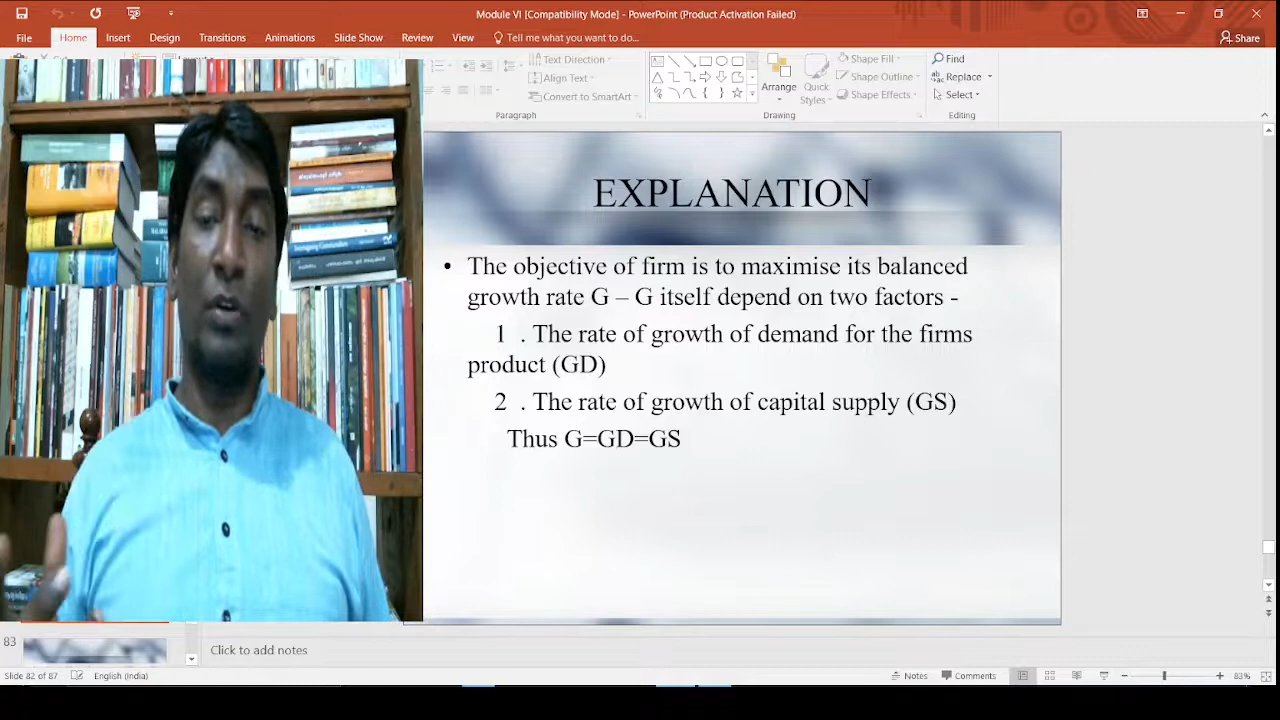 Module VI [Compatibility Mode] - PowerPoint (Product Activation Failed)
File Home Insert Design Transitions Animations Slide Show Review View Tell me what you want to do... Share
Text Direction
Align Text
Convert to SmartArt
Paragraph
Arrange
Quick Styles
Shape Fill
Shape Outline
Shape Effects
Drawing
Find
Replace
Select
Editing
EXPLANATION
• The objective of firm is to maximise its balanced
growth rate G – G itself depend on two factors -
1 . The rate of growth of demand for the firms
product (GD)
2 . The rate of growth of capital supply (GS)
Thus G=GD=GS
83
Click to add notes
Slide 82 of 87 English (India) Notes Comments 83%